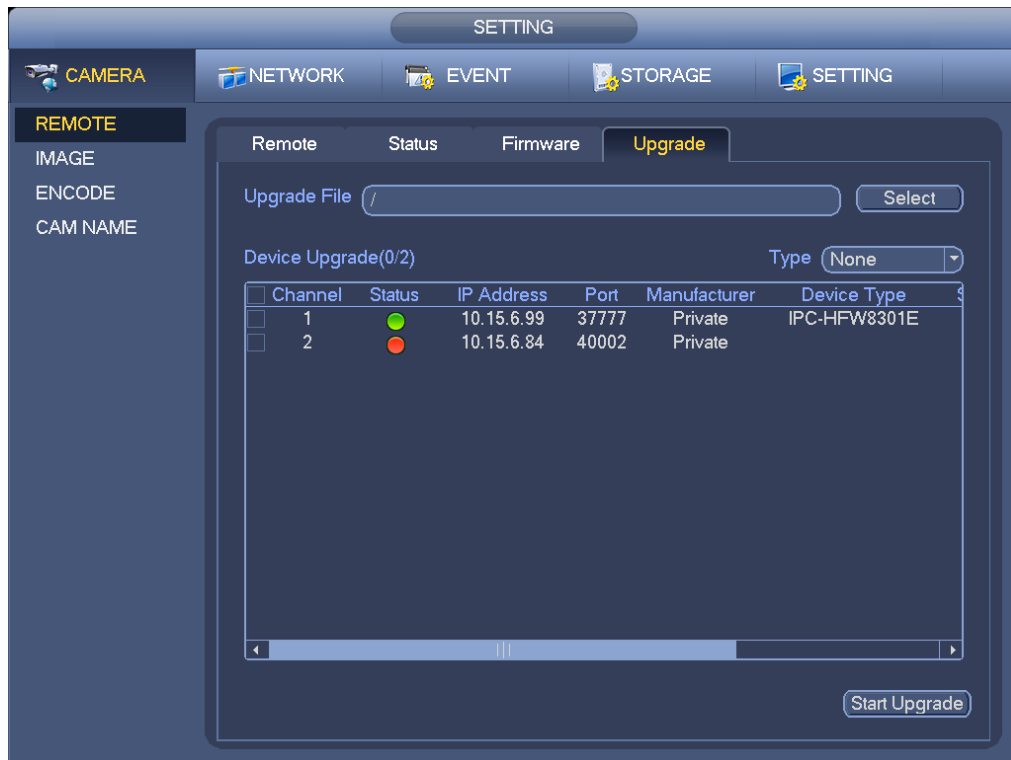 SETTING
CAMERA NETWORK EVENT STORAGE SETTING
REMOTE
IMAGE
ENCODE
CAM NAME
Remote Status Firmware Upgrade
Upgrade File / Select
Device Upgrade(0/2) Type None
Channel Status IP Address Port Manufacturer Device Type S
1 10.15.6.99 37777 Private IPC-HFW8301E
2 10.15.6.84 40002 Private
Start Upgrade